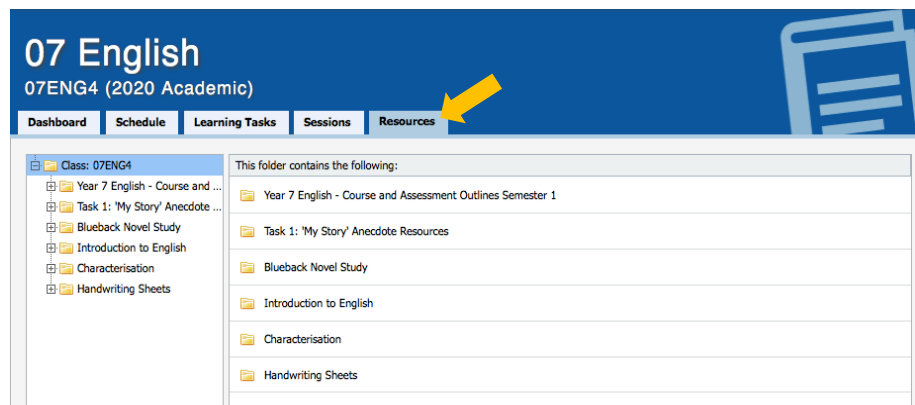 07 English
07ENG4 (2020 Academic)
Dashboard Schedule Learning Tasks Sessions Resources
Class: 07ENG4
Year 7 English - Course and ...
Task 1: 'My Story' Anecdote ...
Blueback Novel Study
Introduction to English
Characterisation
Handwriting Sheets
This folder contains the following:
Year 7 English - Course and Assessment Outlines Semester 1
Task 1: 'My Story' Anecdote Resources
Blueback Novel Study
Introduction to English
Characterisation
Handwriting Sheets